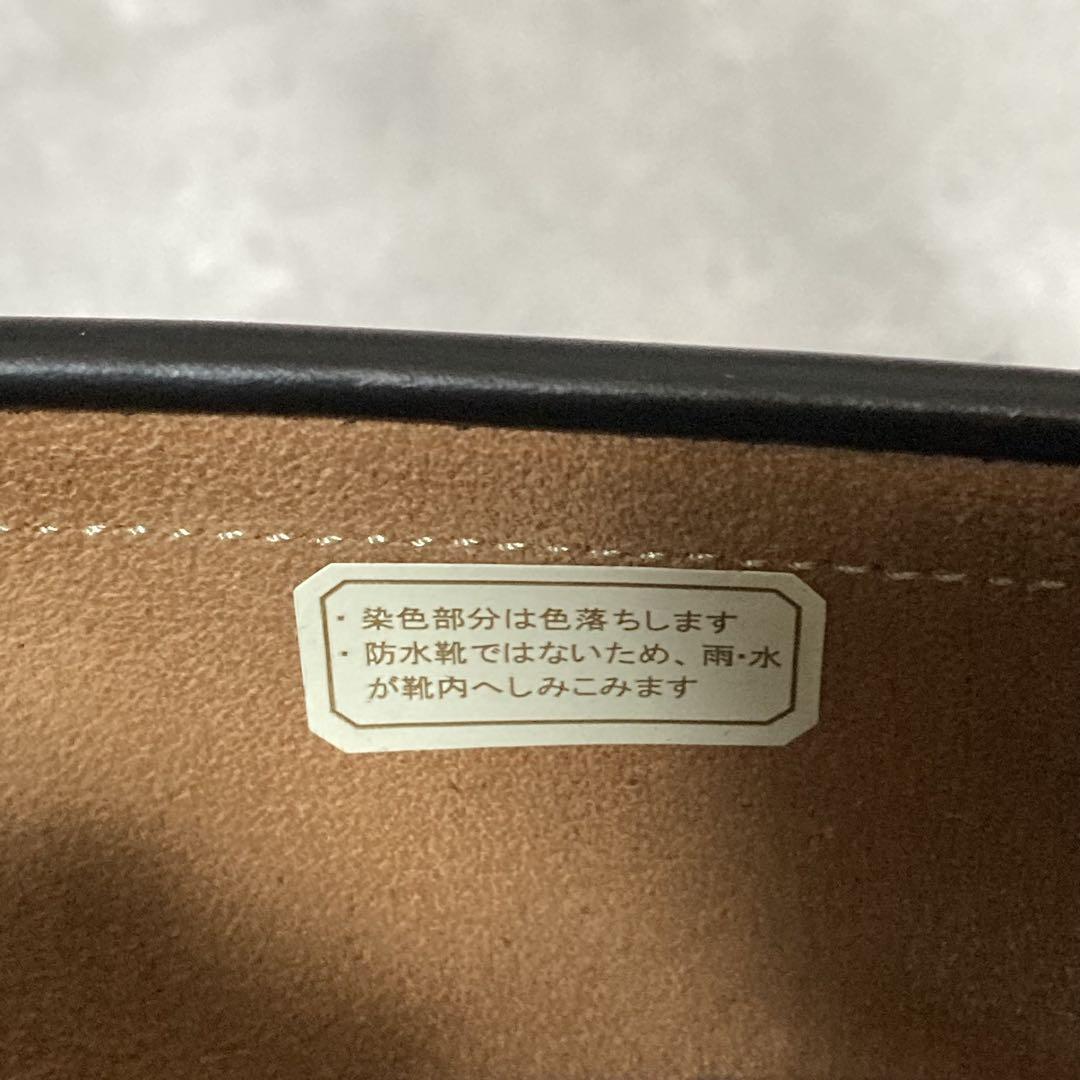 ・染色部分は色落ちします
・防水靴ではないため、雨・水
が靴内へしみこみます